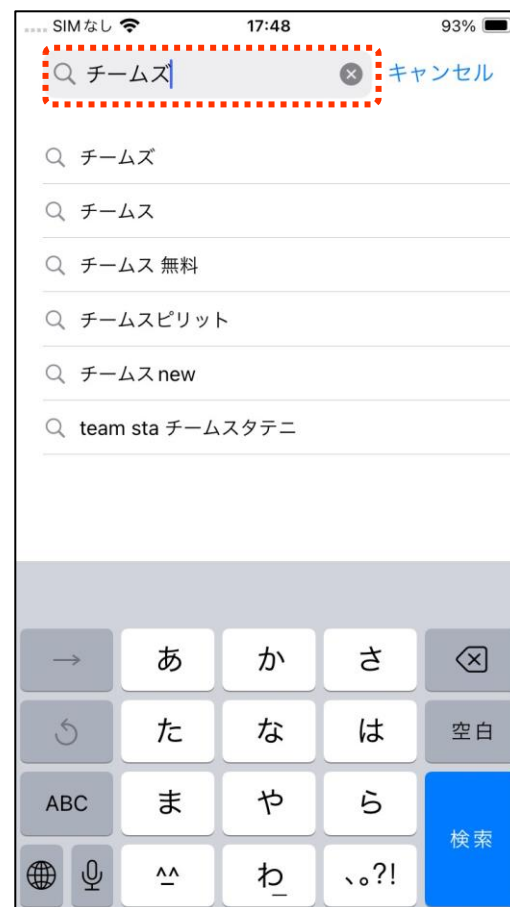 SIMなし 17:48 93%
チームズ キャンセル
チームズ
チームス
チームス 無料
チームスピリット
チームス new
team sta チームスタテニ
→ あ か さ
た な は 空白
ABC ま や ら 検索
^^ わ_ 、。?!